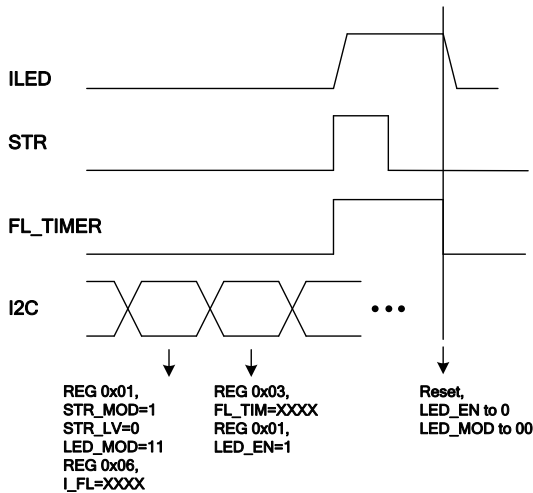 ILED
STR
FL_TIMER
I2C
REG 0x01,
STR_MOD=1
STR_LV=0
LED_MOD=11
REG 0x06,
I_FL=XXXX
REG 0x03,
FL_TIM=XXXX
REG 0x01,
LED_EN=1
Reset,
LED_EN to 0
LED_MOD to 00